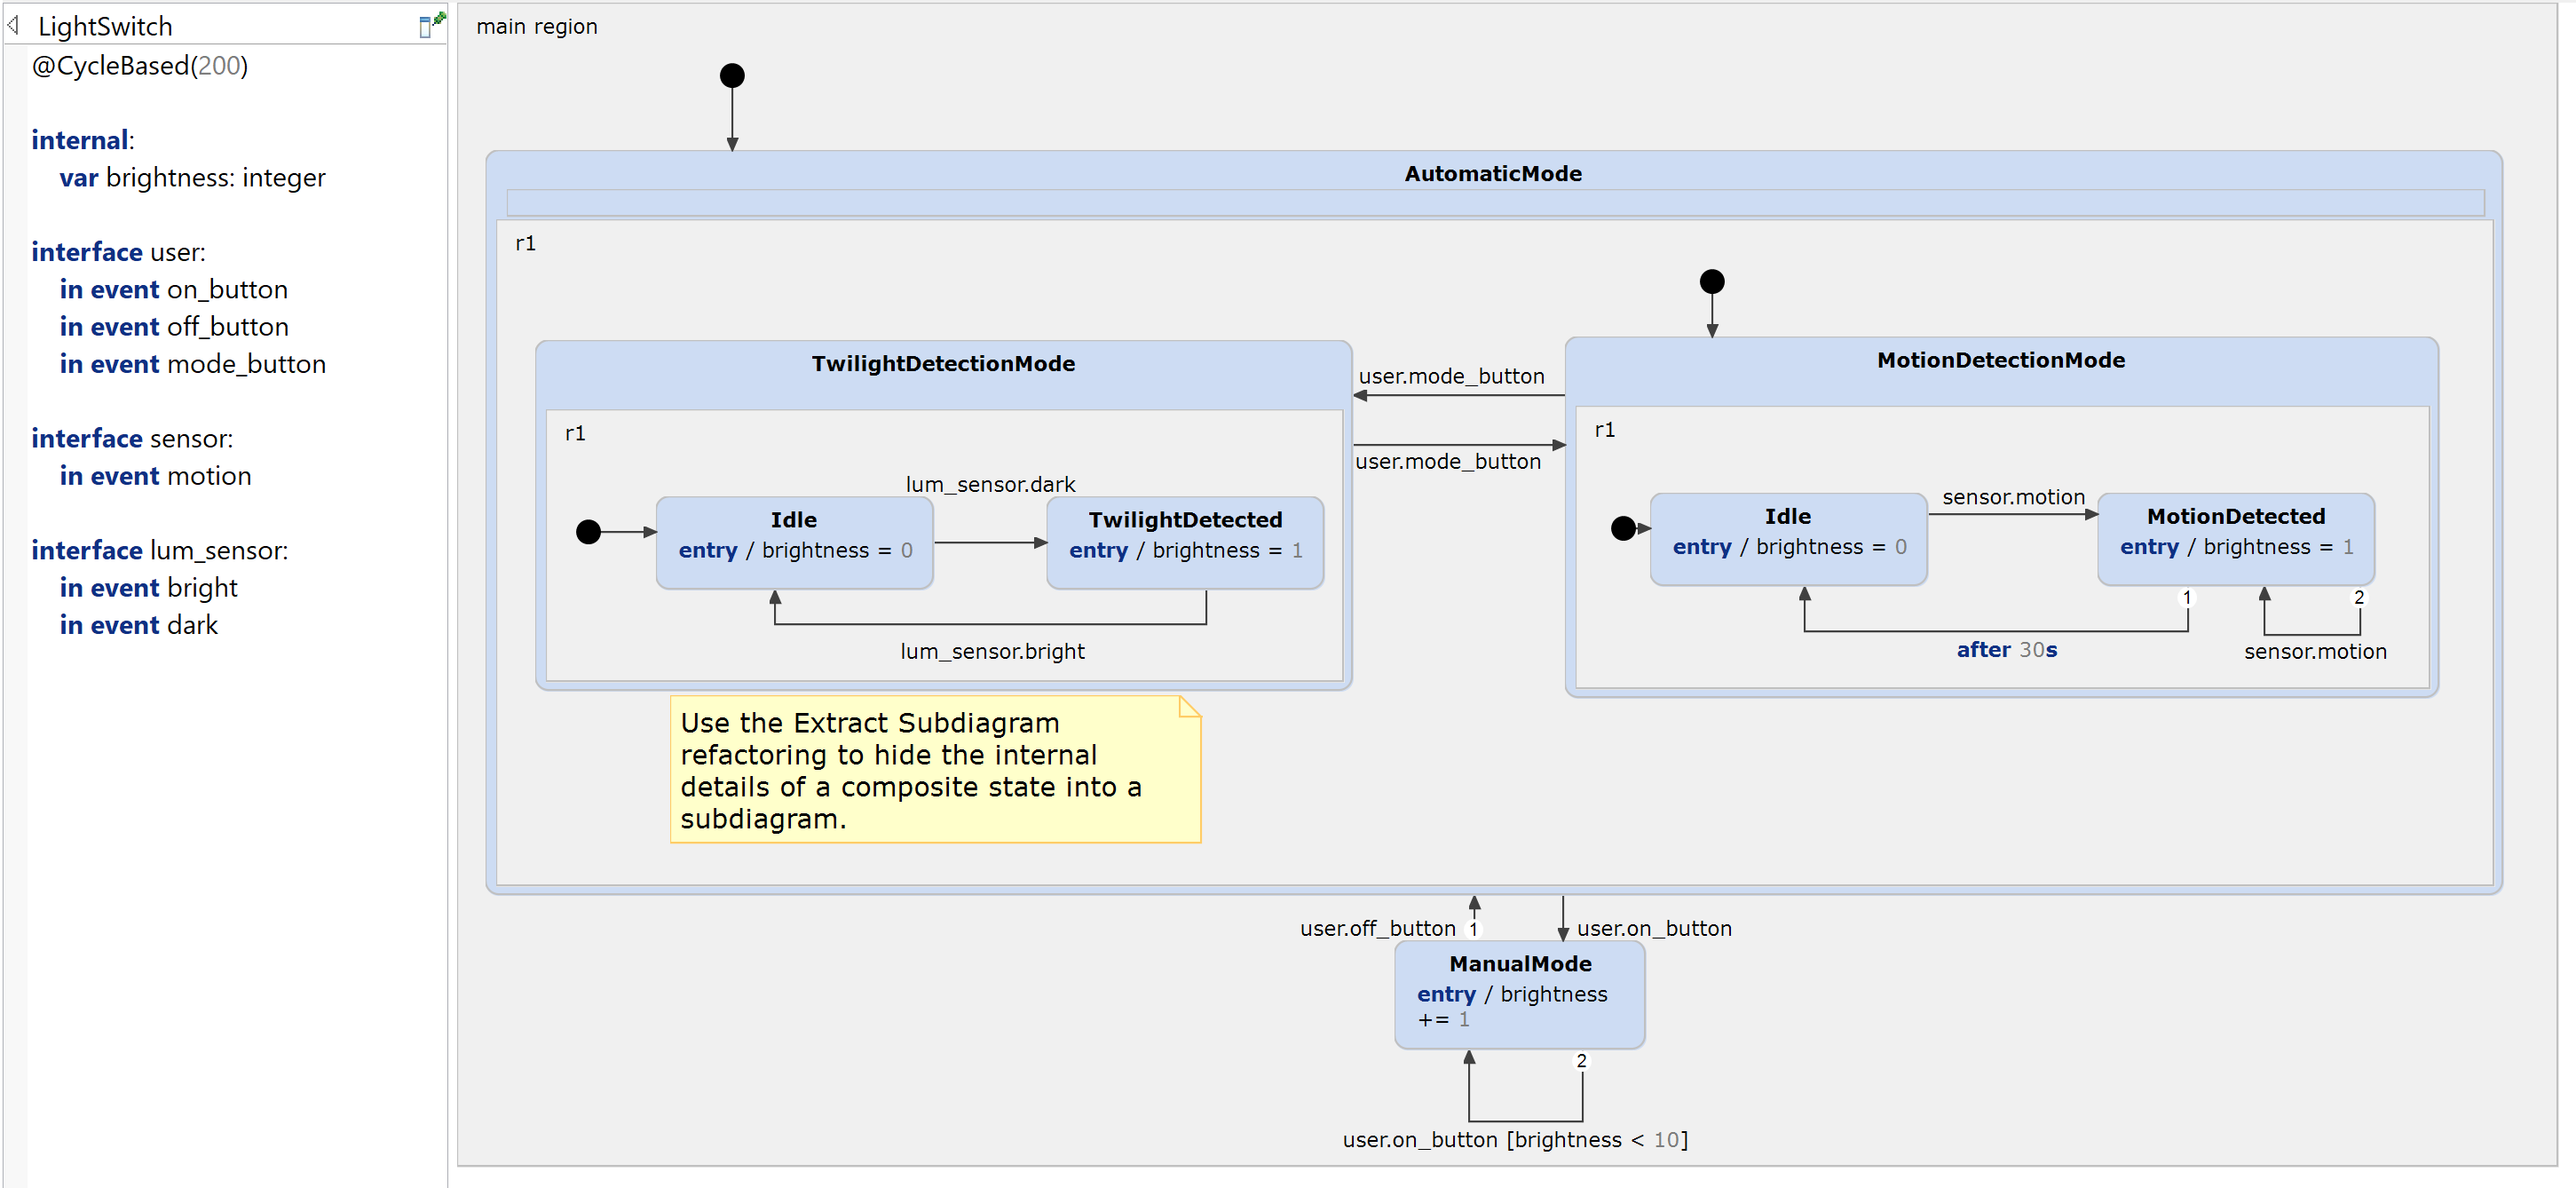 LightSwitch
@CycleBased(200)
internal:
var brightness: integer
interface user:
in event on_button
in event off_button
in event mode_button
interface sensor:
in event motion
interface lum_sensor:
in event bright
in event dark
main region
AutomaticMode
r1
TwilightDetectionMode
r1
lum_sensor.dark
Idle
entry / brightness = 0
TwilightDetected
entry / brightness = 1
lum_sensor.bright
user.mode_button
user.mode_button
MotionDetectionMode
r1
Idle
entry / brightness = 0
sensor.motion
MotionDetected
entry / brightness = 1
1
2
after 30s
sensor.motion
Use the Extract Subdiagram
refactoring to hide the internal
details of a composite state into a
subdiagram.
user.off_button 1
user.on_button
ManualMode
entry / brightness
+= 1
2
user.on_button [brightness < 10]